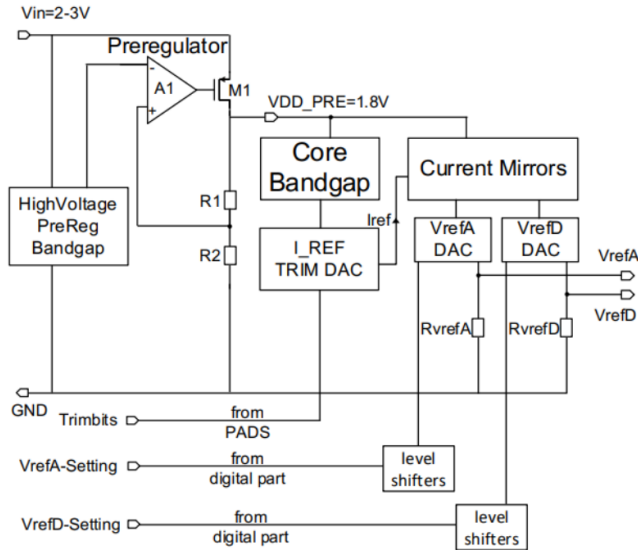 Vin=2-3V
Preregulator
-
A1
+
M1
VDD_PRE=1.8V
Core
Bandgap
Current Mirrors
HighVoltage
PreReg
Bandgap
R1
R2
Iref
I_REF
TRIM DAC
VrefA
DAC
VrefD
DAC
VrefA
VrefD
RvrefA
RvrefD
GND
Trimbits
from
PADS
VrefA-Setting
from
digital part
level
shifters
VrefD-Setting
from
digital part
level
shifters